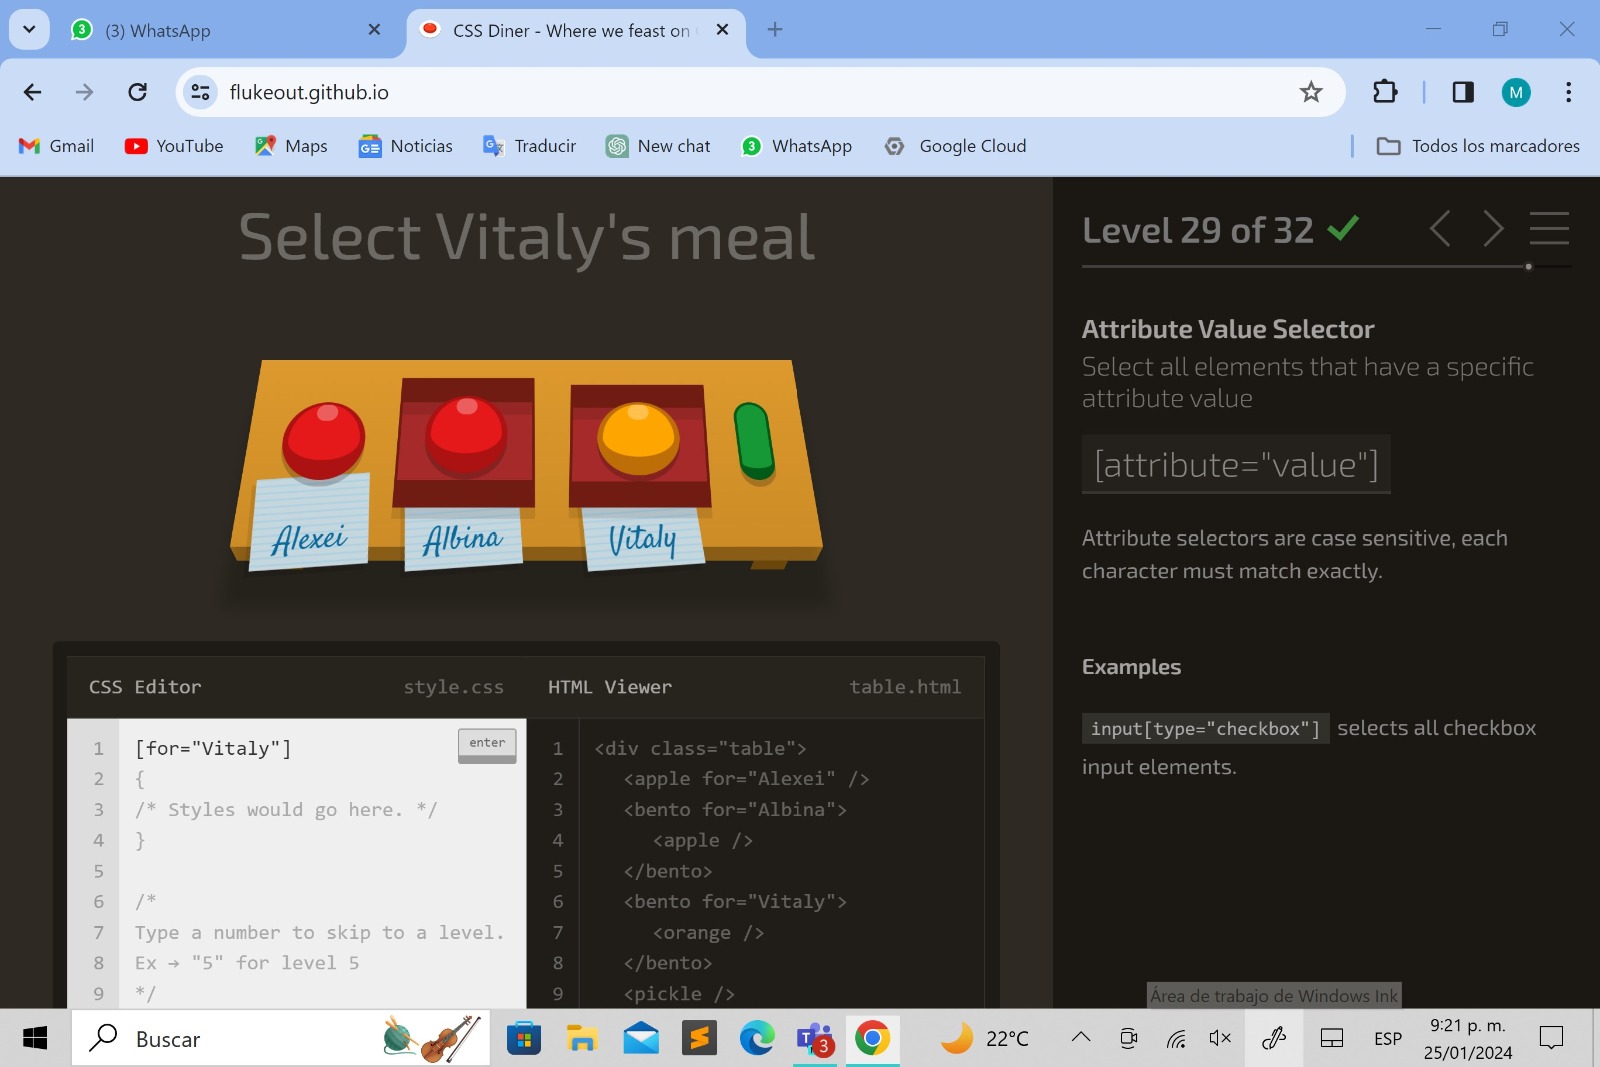 3 (3) WhatsApp
CSS Diner - Where we feast on
flukeout.github.io
M
Gmail YouTube Maps Noticias Traducir New chat 3 WhatsApp Google Cloud Todos los marcadores
Select Vitaly's meal
Alexei
Albina
Vitaly
CSS Editor style.css
enter
1 [for="Vitaly"]
2 {
3 /* Styles would go here. */
4 }
5
6 /*
7 Type a number to skip to a level.
8 Ex → "5" for level 5
9 */
HTML Viewer table.html
1 <div class="table">
2 <apple for="Alexei" />
3 <bento for="Albina">
4 <apple />
5 </bento>
6 <bento for="Vitaly">
7 <orange />
8 </bento>
9 <pickle />
Level 29 of 32
Attribute Value Selector
Select all elements that have a specific
attribute value
[attribute="value"]
Attribute selectors are case sensitive, each
character must match exactly.
Examples
input[type="checkbox"] selects all checkbox
input elements.
Área de trabajo de Windows Ink
Buscar
3
22°C
ESP
9:21 p. m.
25/01/2024